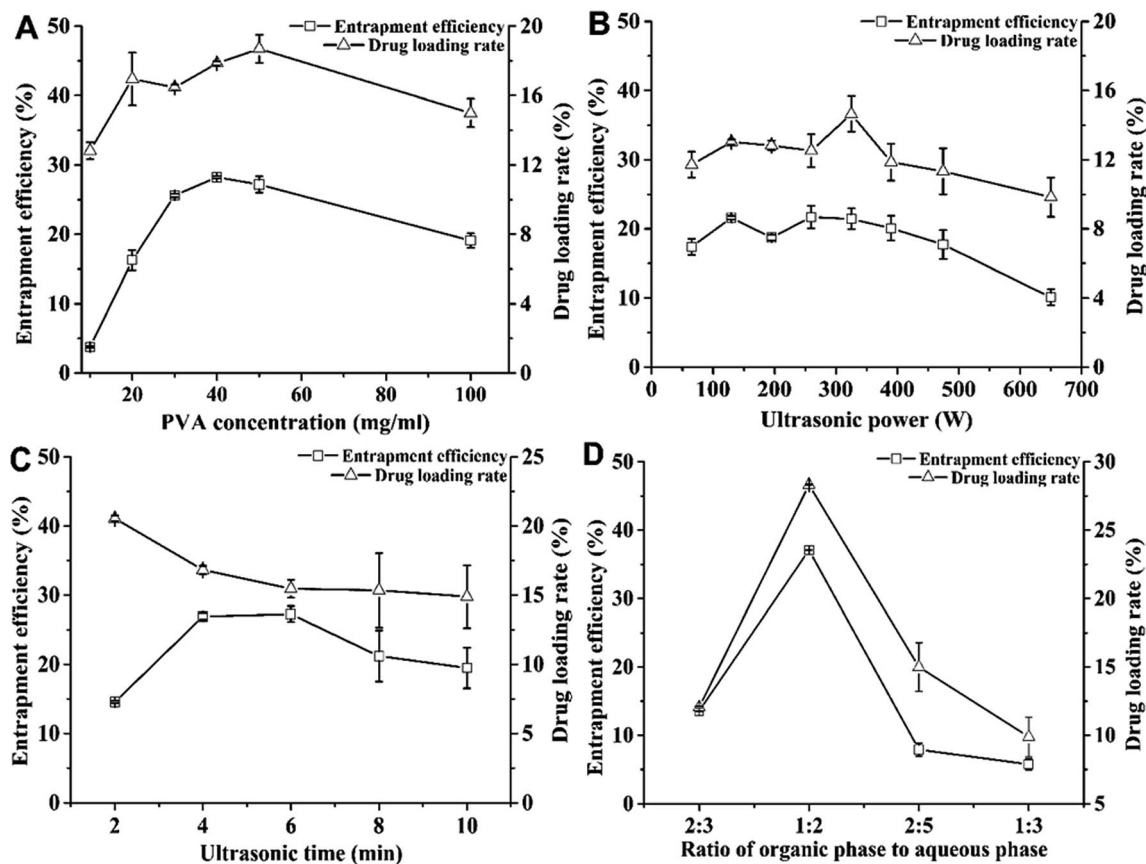 A
Entrapment efficiency
Drug loading rate
Entrapment efficiency (%)
50
40
30
20
10
0
Drug loading rate (%)
20
16
12
8
4
0
20
40
60
80
100
PVA concentration (mg/ml)
B
Entrapment efficiency
Drug loading rate
Entrapment efficiency (%)
50
40
30
20
10
0
Drug loading rate (%)
20
16
12
8
4
0
0
100
200
300
400
500
600
700
Ultrasonic power (W)
C
Entrapment efficiency
Drug loading rate
Entrapment efficiency (%)
50
40
30
20
10
0
Drug loading rate (%)
25
20
15
10
5
0
2
4
6
8
10
Ultrasonic time (min)
D
Entrapment efficiency
Drug loading rate
Entrapment efficiency (%)
50
40
30
20
10
0
Drug loading rate (%)
30
25
20
15
10
5
2:3
1:2
2:5
1:3
Ratio of organic phase to aqueous phase